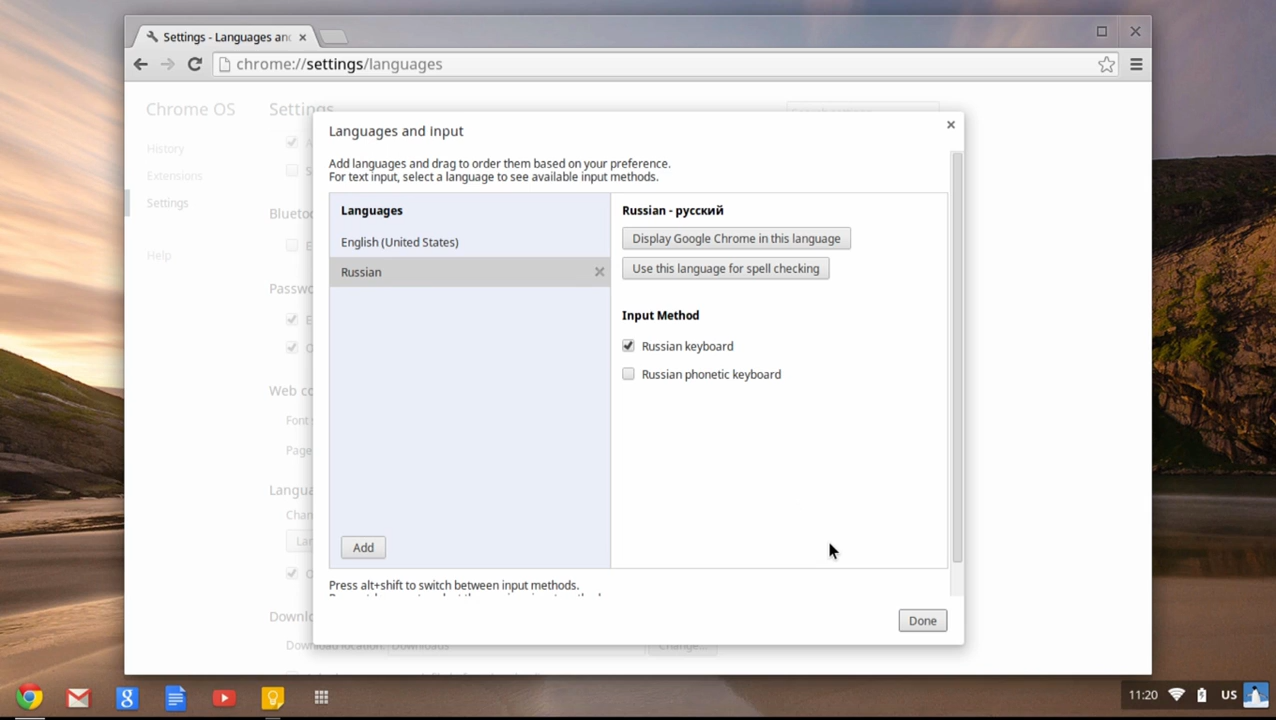 Settings - Languages an
chrome://settings/languages
Chrome OS
Settings
History
Extensions
Settings
Help
Languages and input
Add languages and drag to order them based on your preference.
For text input, select a language to see available input methods.
Languages
English (United States)
Russian
Add
Russian - русский
Display Google Chrome in this language
Use this language for spell checking
Input Method
Russian keyboard
Russian phonetic keyboard
Press alt+shift to switch between input methods.
Done
Download location: Downloads
Change...
11:20
US